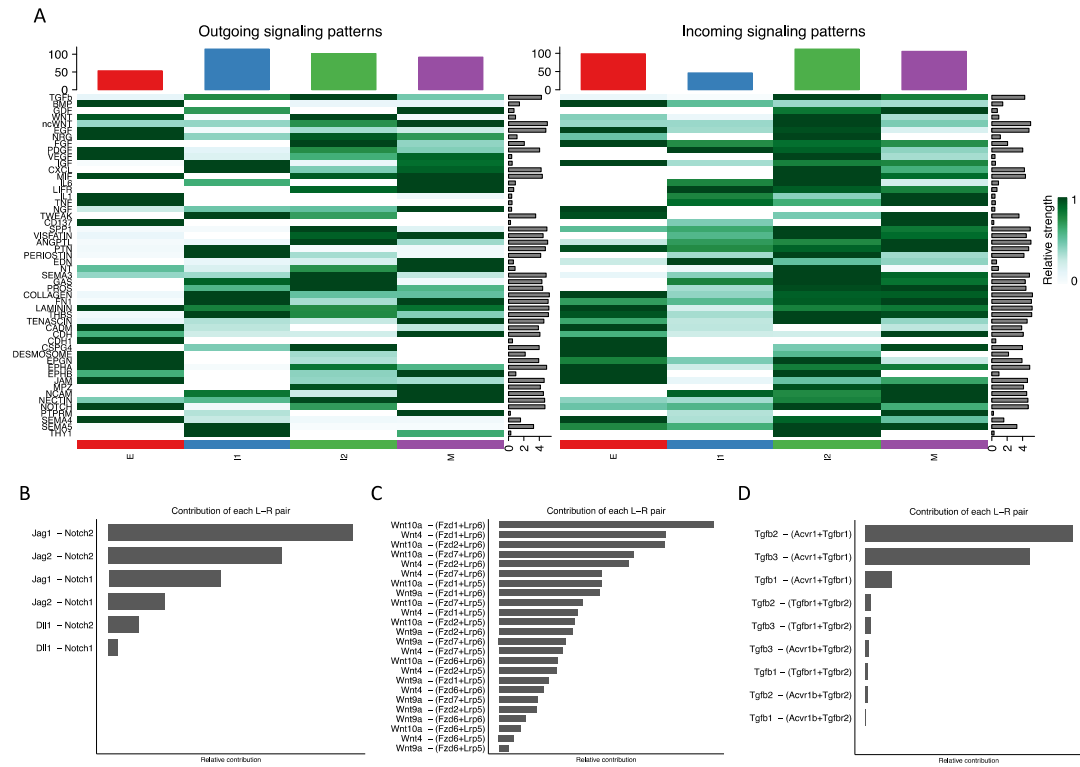 A
Outgoing signaling patterns
Incoming signaling patterns
100
50
0
100
50
0
TGFb
BMP
GDF
WNT
ncWNT
EGF
NRG
FGF
PDGF
VEGF
IGF
CXCL
MIF
IL6
LIFR
IL1
TNF
NGF
TWEAK
CD137
SPP1
VISFATIN
ANGPTL
PTN
PERIOSTIN
EDN
NT
SEMA3
GAS
PROS
COLLAGEN
FN1
LAMININ
THBS
TENASCIN
CADM
CDH
CDH1
CSPG4
DESMOSOME
EPGN
EPHA
EPHB
JAM
MPZ
NCAM
NECTIN
NOTCH
PTPRM
SEMA4
SEMA5
THY1
E
I1
I2
M
0
2
4
E
I1
I2
M
0
2
4
Relative strength
1
0
B
Contribution of each L−R pair
Jag1 − Notch2
Jag2 − Notch2
Jag1 − Notch1
Jag2 − Notch1
Dll1 − Notch2
Dll1 − Notch1
Relative contribution
C
Contribution of each L−R pair
Wnt10a − (Fzd1+Lrp6)
Wnt4 − (Fzd1+Lrp6)
Wnt10a − (Fzd2+Lrp6)
Wnt10a − (Fzd7+Lrp6)
Wnt4 − (Fzd2+Lrp6)
Wnt4 − (Fzd7+Lrp6)
Wnt10a − (Fzd1+Lrp5)
Wnt9a − (Fzd1+Lrp6)
Wnt10a − (Fzd7+Lrp5)
Wnt4 − (Fzd1+Lrp5)
Wnt10a − (Fzd2+Lrp5)
Wnt9a − (Fzd2+Lrp6)
Wnt9a − (Fzd7+Lrp6)
Wnt4 − (Fzd7+Lrp5)
Wnt10a − (Fzd6+Lrp6)
Wnt4 − (Fzd2+Lrp5)
Wnt9a − (Fzd1+Lrp5)
Wnt4 − (Fzd6+Lrp6)
Wnt9a − (Fzd7+Lrp5)
Wnt9a − (Fzd2+Lrp5)
Wnt9a − (Fzd6+Lrp6)
Wnt10a − (Fzd6+Lrp5)
Wnt4 − (Fzd6+Lrp5)
Wnt9a − (Fzd6+Lrp5)
Relative contribution
D
Contribution of each L−R pair
Tgfb2 − (Acvr1+Tgfbr1)
Tgfb3 − (Acvr1+Tgfbr1)
Tgfb1 − (Acvr1+Tgfbr1)
Tgfb2 − (Tgfbr1+Tgfbr2)
Tgfb3 − (Tgfbr1+Tgfbr2)
Tgfb3 − (Acvr1b+Tgfbr2)
Tgfb1 − (Tgfbr1+Tgfbr2)
Tgfb2 − (Acvr1b+Tgfbr2)
Tgfb1 − (Acvr1b+Tgfbr2)
Relative contribution